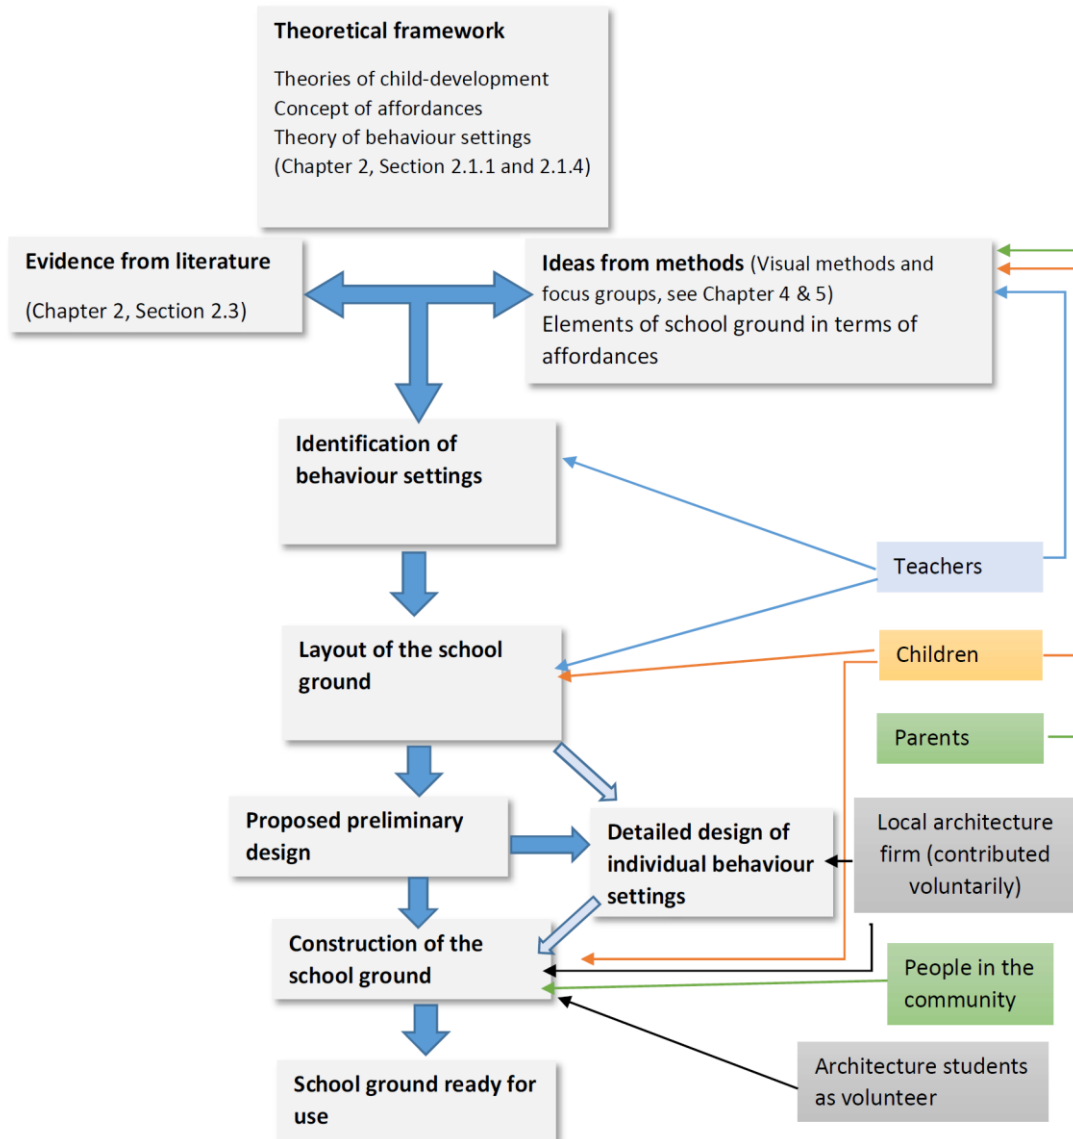 Theoretical framework
Theories of child-development
Concept of affordances
Theory of behaviour settings
(Chapter 2, Section 2.1.1 and 2.1.4)
Evidence from literature
(Chapter 2, Section 2.3)
Ideas from methods (Visual methods and
focus groups, see Chapter 4 & 5)
Elements of school ground in terms of
affordances
Identification of
behaviour settings
Teachers
Layout of the school
ground
Children
Parents
Proposed preliminary
design
Detailed design of
individual behaviour
settings
Local architecture
firm (contributed
voluntarily)
Construction of the
school ground
People in the
community
Architecture students
as volunteer
School ground ready for
use